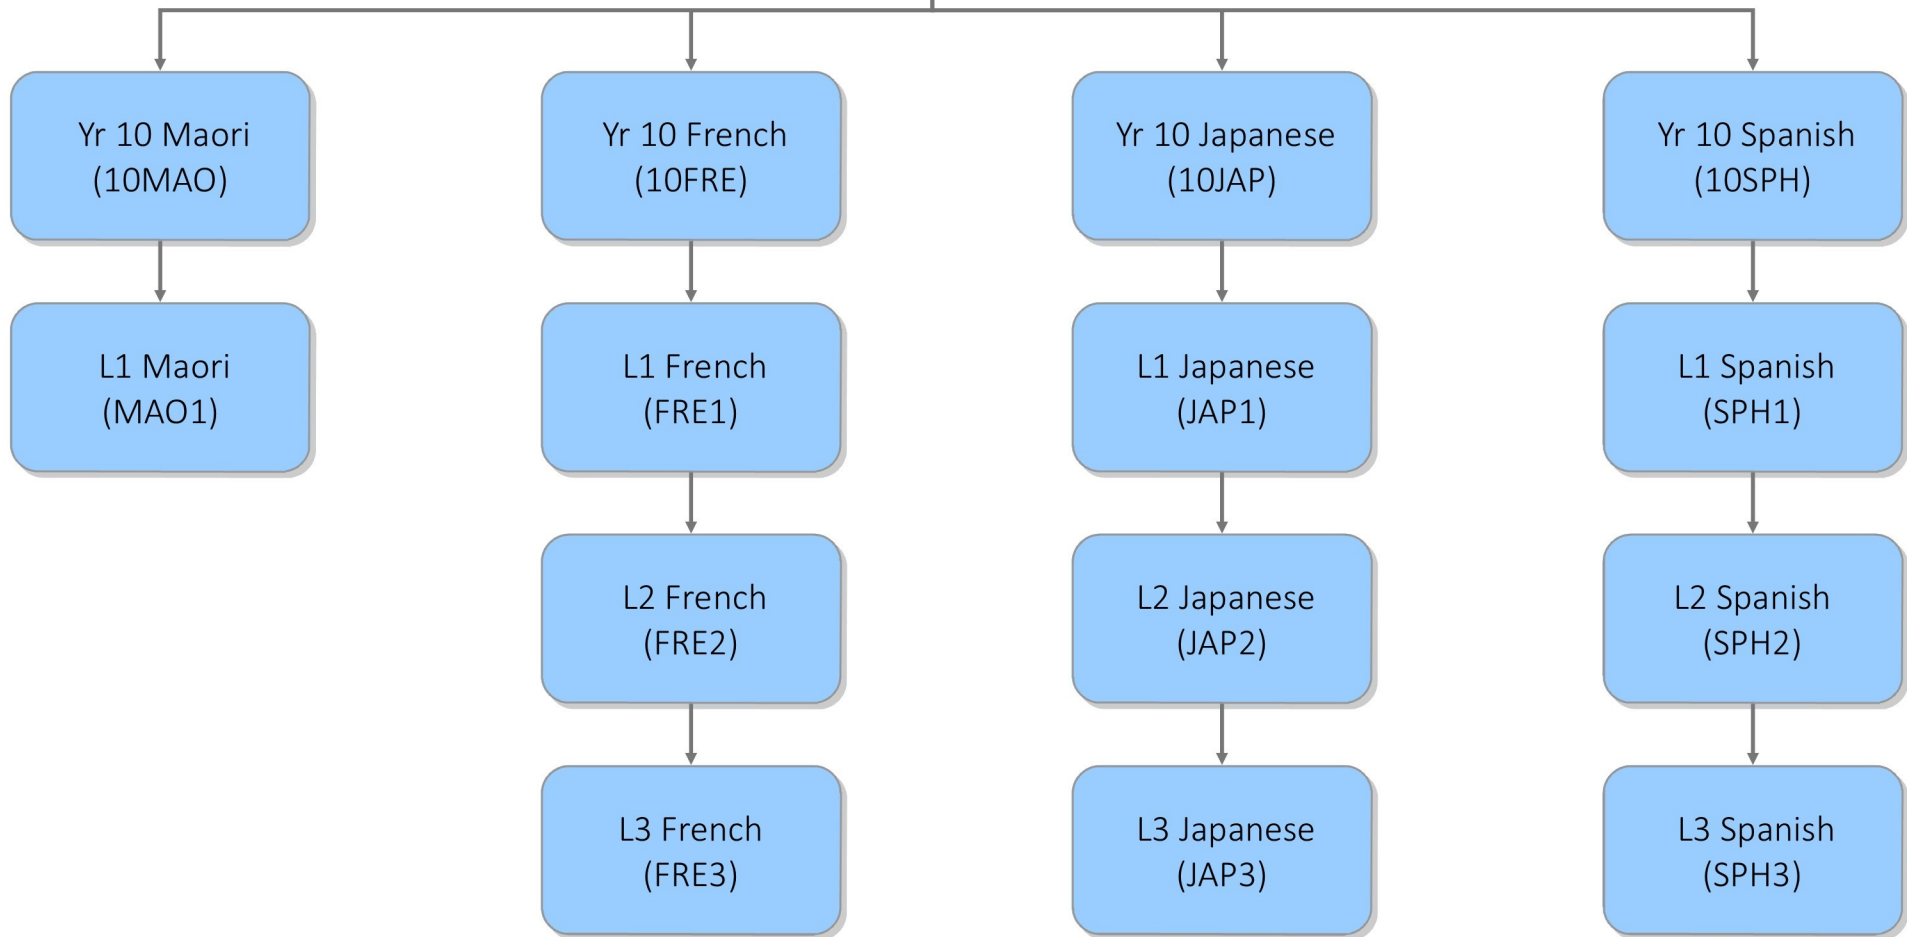 Yr 10 Maori
(10MAO)
Yr 10 French
(10FRE)
Yr 10 Japanese
(10JAP)
Yr 10 Spanish
(10SPH)
L1 Maori
(MAO1)
L1 French
(FRE1)
L1 Japanese
(JAP1)
L1 Spanish
(SPH1)
L2 French
(FRE2)
L2 Japanese
(JAP2)
L2 Spanish
(SPH2)
L3 French
(FRE3)
L3 Japanese
(JAP3)
L3 Spanish
(SPH3)